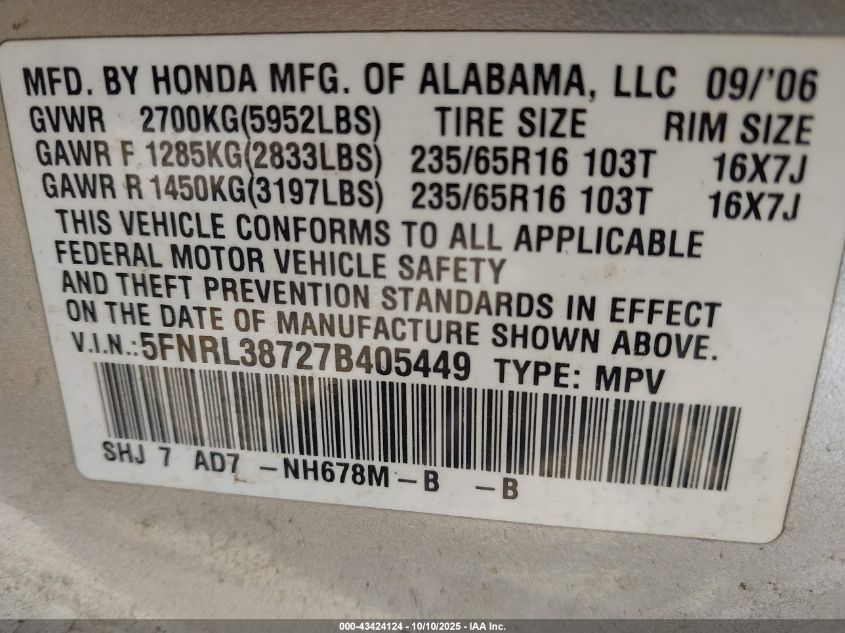 MFD. BY HONDA MFG. OF ALABAMA, LLC 09/'06
GVWR 2700KG(5952LBS) TIRE SIZE RIM SIZE
GAWR F 1285KG(2833LBS) 235/65R16 103T 16X7J
GAWR R 1450KG(3197LBS) 235/65R16 103T 16X7J
THIS VEHICLE CONFORMS TO ALL APPLICABLE
FEDERAL MOTOR VEHICLE SAFETY
AND THEFT PREVENTION STANDARDS IN EFFECT
ON THE DATE OF MANUFACTURE SHOWN ABOVE.
V.I.N.: 5FNRL38727B405449 TYPE: MPV
SHJ 7 AD7 -NH678M-B -B
000-43424124 - 10/10/2025 - IAA Inc.